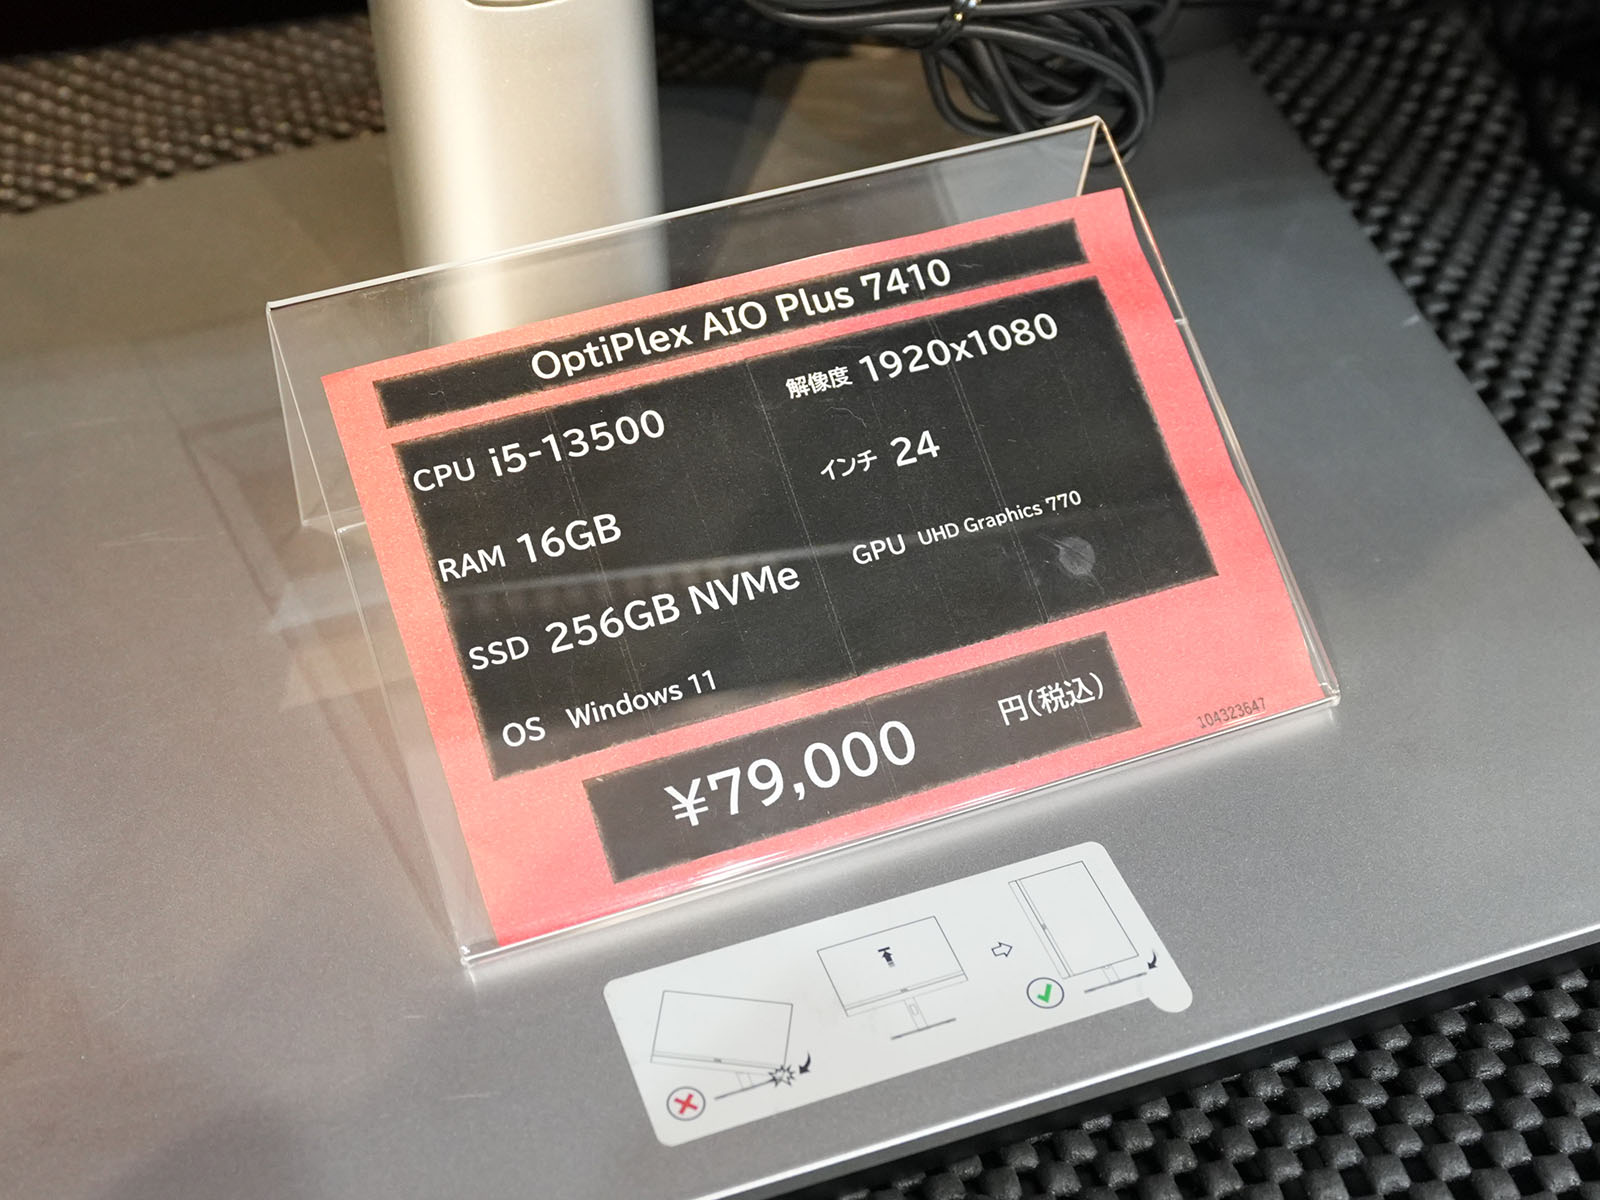 OptiPlex AIO Plus 7410
CPU i5-13500
解像度 1920x1080
RAM 16GB
インチ 24
SSD 256GB NVMe
GPU UHD Graphics 770
OS Windows 11
¥79,000 円(税込)
104323647